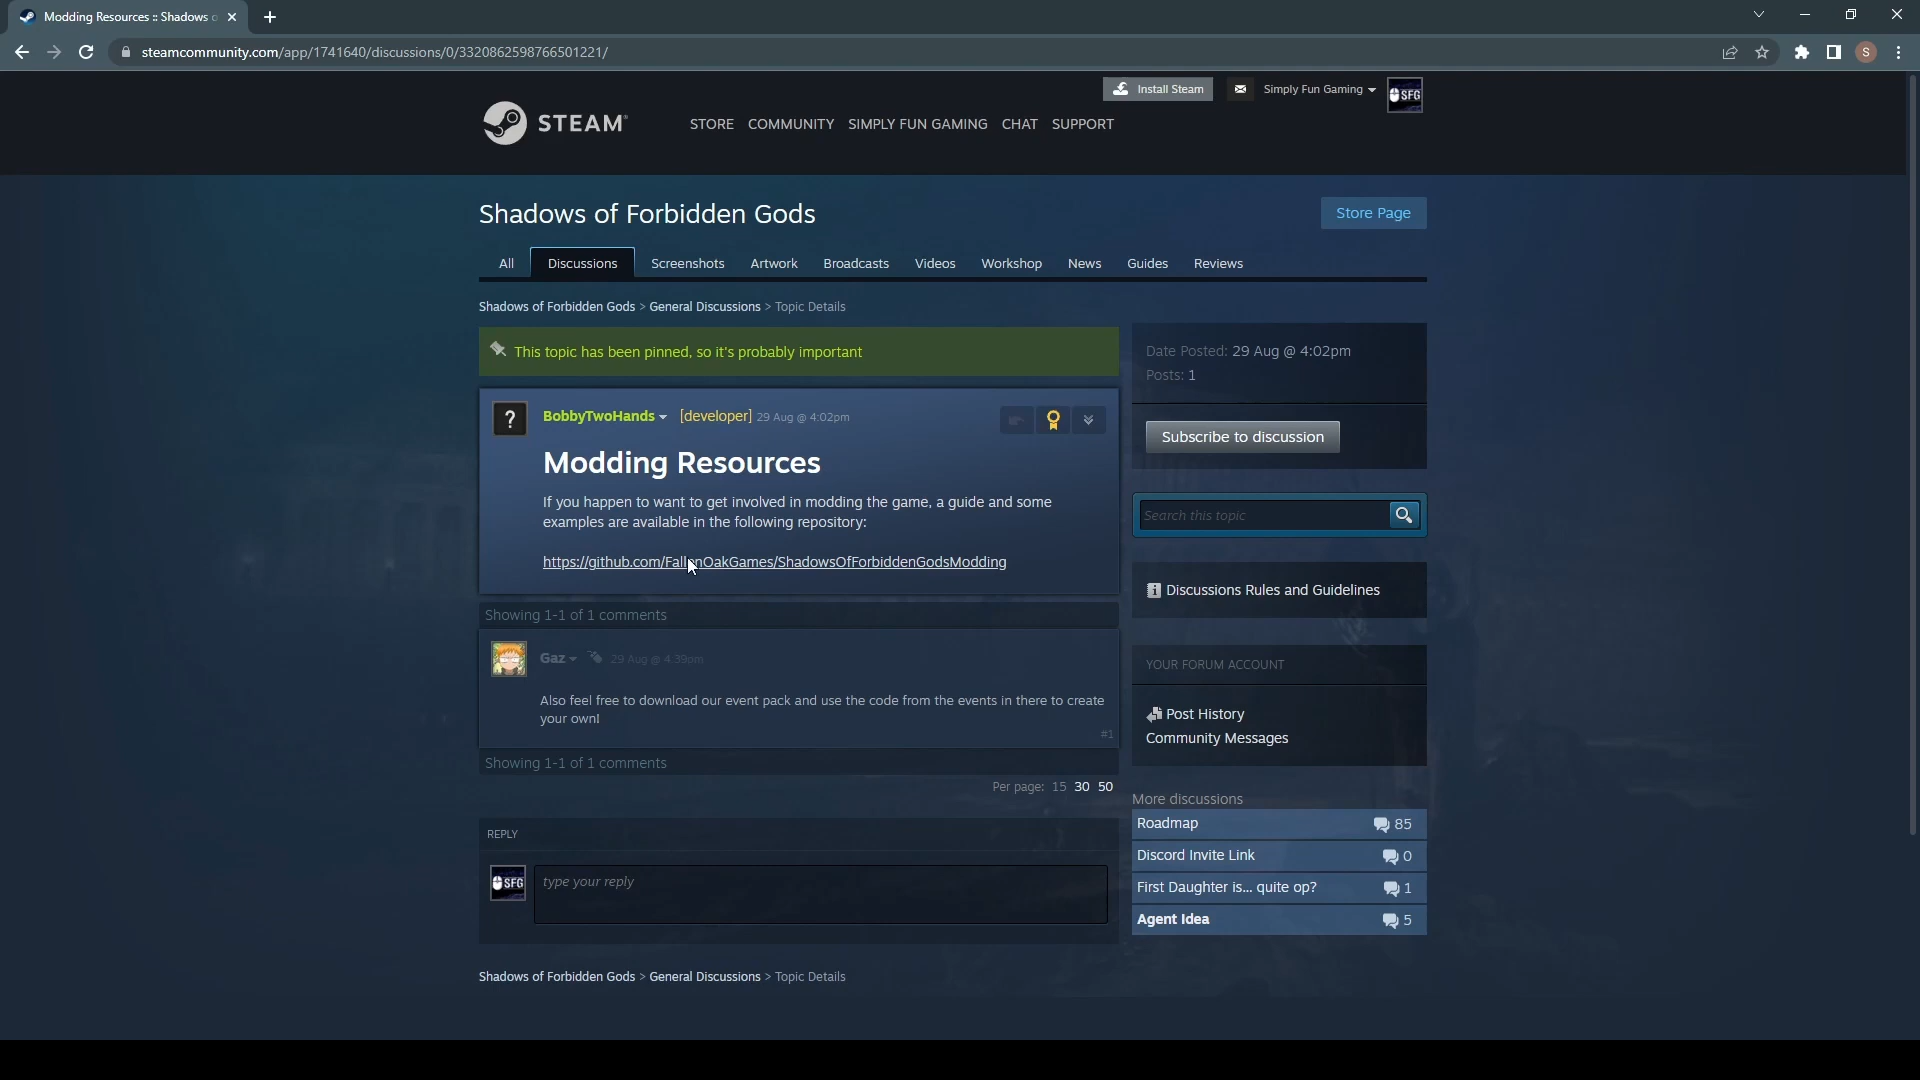 Modding Resources :: Shadows o
steamcommunity.com/app/1741640/discussions/0/3320862598766501221/
S
Install Steam
Simply Fun Gaming
SFG
STEAM®
STORE COMMUNITY SIMPLY FUN GAMING CHAT SUPPORT
Shadows of Forbidden Gods
Store Page
All Discussions Screenshots Artwork Broadcasts Videos Workshop News Guides Reviews
Shadows of Forbidden Gods > General Discussions > Topic Details
This topic has been pinned, so it's probably important
Date Posted: 29 Aug @ 4:02pm
Posts: 1
Subscribe to discussion
?
BobbyTwoHands [developer] 29 Aug @ 4:02pm
Modding Resources
If you happen to want to get involved in modding the game, a guide and some
examples are available in the following repository:
https://github.com/FallenOakGames/ShadowsOfForbiddenGodsModding
Search this topic
Discussions Rules and Guidelines
Showing 1-1 of 1 comments
Gaz 29 Aug @ 4:39pm
Also feel free to download our event pack and use the code from the events in there to create
your own!
#1
YOUR FORUM ACCOUNT
Post History
Community Messages
Showing 1-1 of 1 comments
Per page: 15 30 50
More discussions
Roadmap 85
Discord Invite Link 0
First Daughter is... quite op? 1
Agent Idea 5
REPLY
SFG
type your reply
Shadows of Forbidden Gods > General Discussions > Topic Details